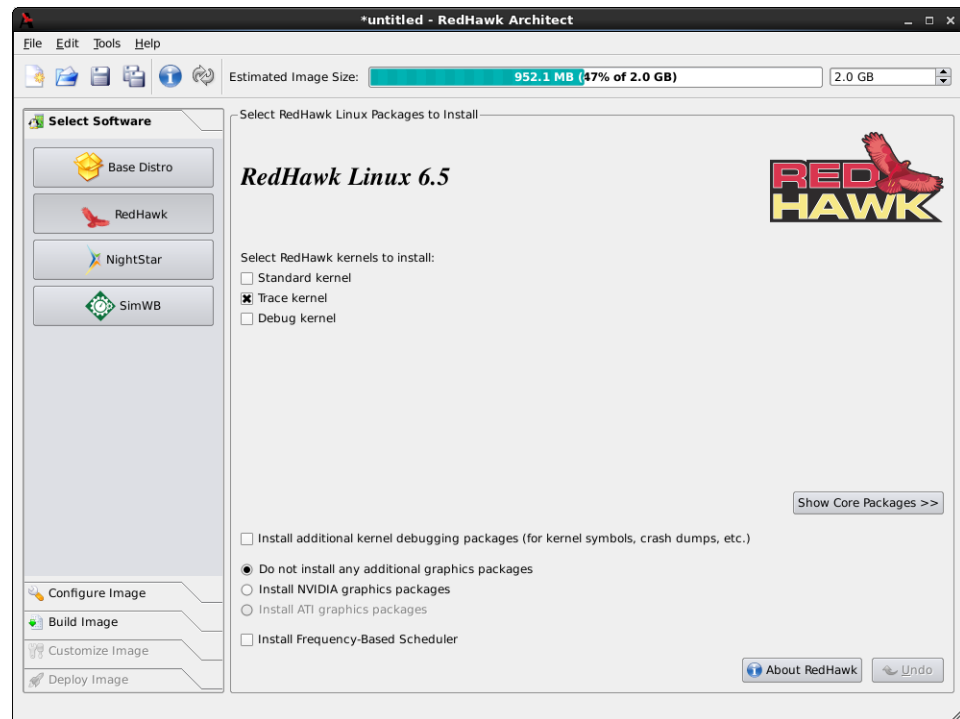 *untitled - RedHawk Architect
File Edit Tools Help
Estimated Image Size: 952.1 MB (47% of 2.0 GB) 2.0 GB
Select Software
Base Distro
RedHawk
NightStar
SimWB
Configure Image
Build Image
Customize Image
Deploy Image
Select RedHawk Linux Packages to Install
RedHawk Linux 6.5
RED
HAWK
Select RedHawk kernels to install:
Standard kernel
Trace kernel
Debug kernel
Show Core Packages >>
Install additional kernel debugging packages (for kernel symbols, crash dumps, etc.)
Do not install any additional graphics packages
Install NVIDIA graphics packages
Install ATI graphics packages
Install Frequency-Based Scheduler
About RedHawk Undo